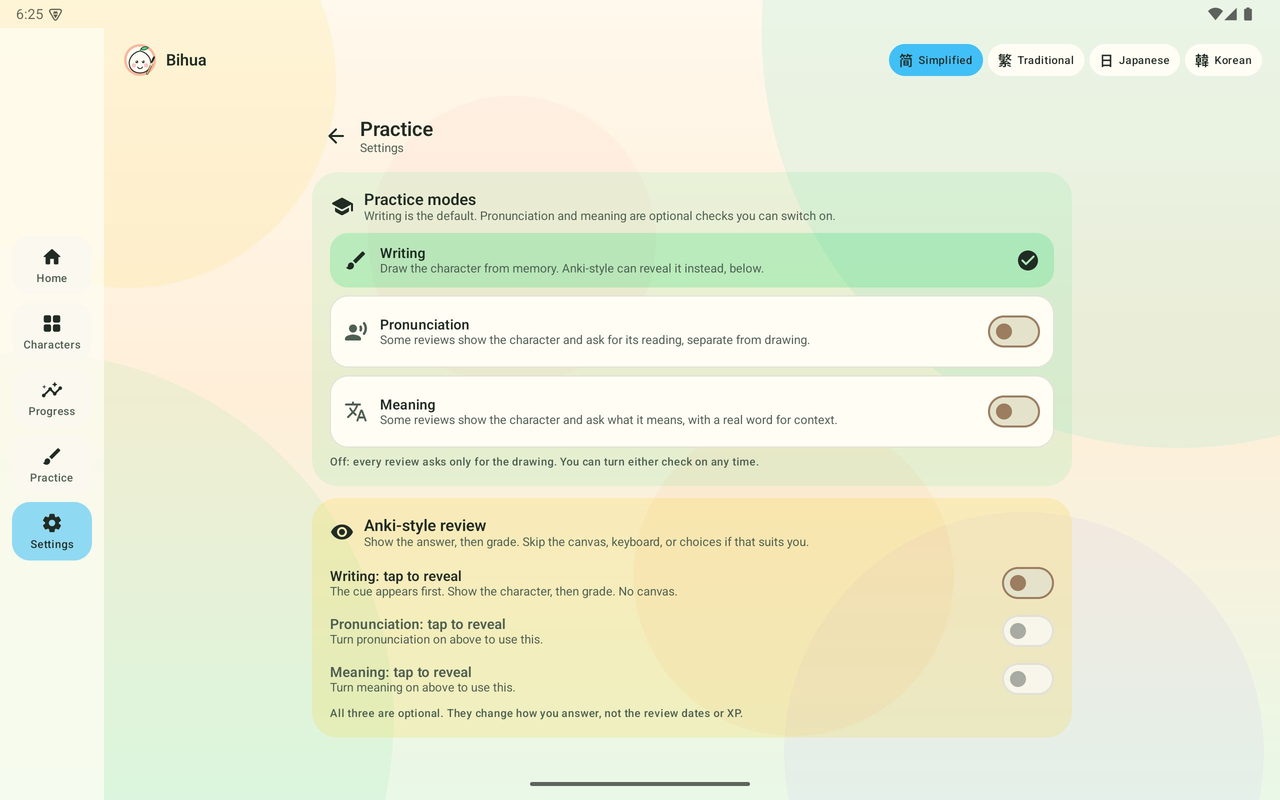 6:25
Bihua
简 Simplified
繁 Traditional
日 Japanese
韓 Korean
Home
Characters
Progress
Practice
Settings
Practice
Settings
Practice modes
Writing is the default. Pronunciation and meaning are optional checks you can switch on.
Writing
Draw the character from memory. Anki-style can reveal it instead, below.
Pronunciation
Some reviews show the character and ask for its reading, separate from drawing.
Meaning
Some reviews show the character and ask what it means, with a real word for context.
Off: every review asks only for the drawing. You can turn either check on any time.
Anki-style review
Show the answer, then grade. Skip the canvas, keyboard, or choices if that suits you.
Writing: tap to reveal
The cue appears first. Show the character, then grade. No canvas.
Pronunciation: tap to reveal
Turn pronunciation on above to use this.
Meaning: tap to reveal
Turn meaning on above to use this.
All three are optional. They change how you answer, not the review dates or XP.